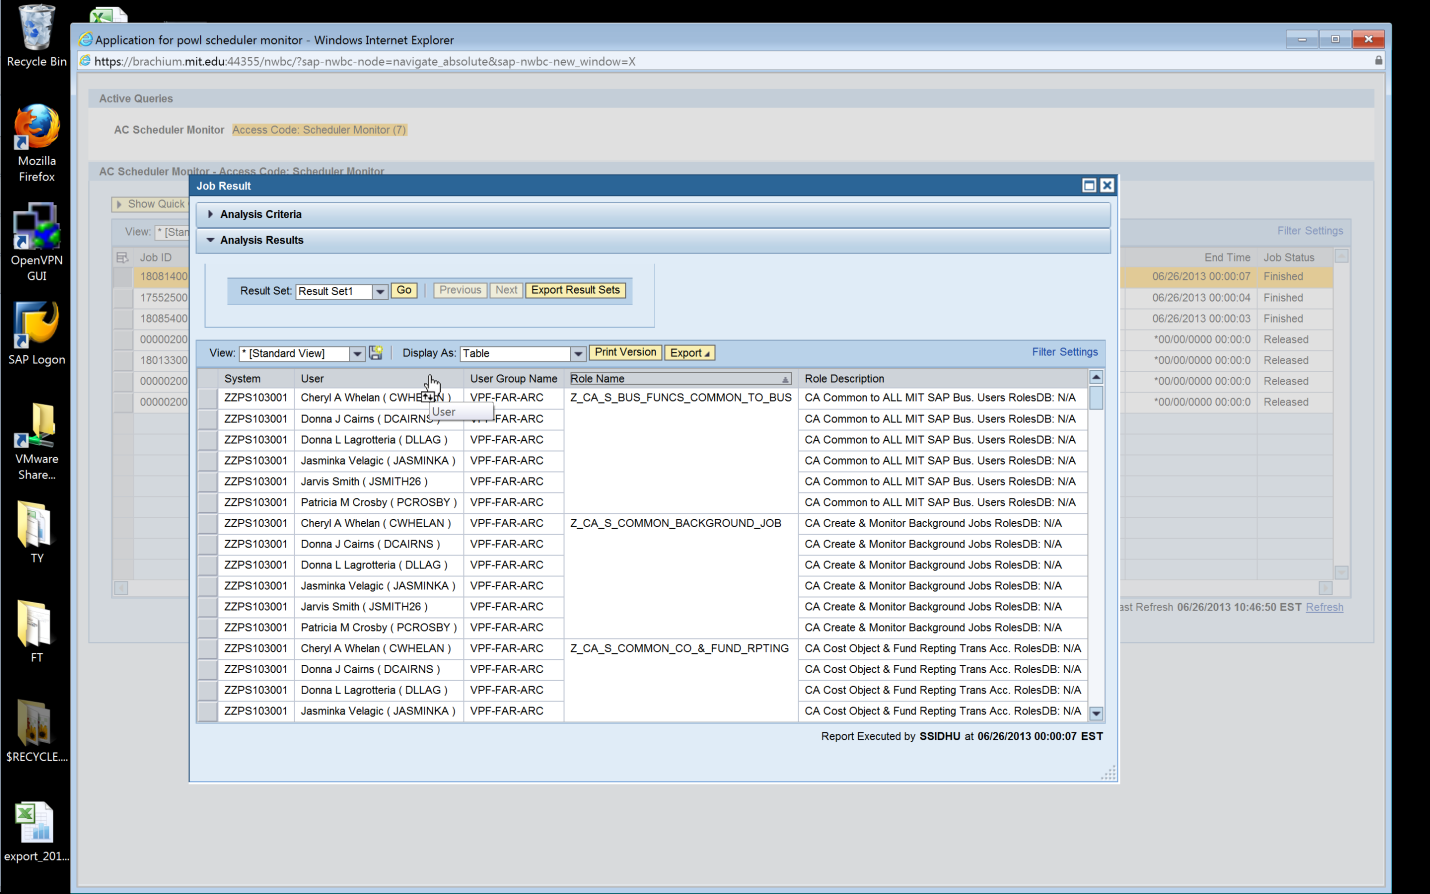 Recycle Bin
Mozilla
Firefox
OpenVPN
GUI
SAP Logon
VMware
Share...
TY
FT
$RECYCLE....
export_201...
Application for powl scheduler monitor - Windows Internet Explorer
https://brachium.mit.edu:44355/nwbc/?sap-nwbc-node=navigate_absolute&sap-nwbc-new_window=X
Active Queries
AC Scheduler Monitor Access Code: Scheduler Monitor (7)
AC Scheduler Monitor - Access Code: Scheduler Monitor
Show Quick
View: * [Stan
Filter Settings
Job ID End Time Job Status
18081400 06/26/2013 00:00:07 Finished
17552500 06/26/2013 00:00:04 Finished
18085400 06/26/2013 00:00:03 Finished
00000200 *00/00/0000 00:00:0 Released
18013300 *00/00/0000 00:00:0 Released
00000200 *00/00/0000 00:00:0 Released
00000200 *00/00/0000 00:00:0 Released
ast Refresh 06/26/2013 10:46:50 EST Refresh
Job Result
Analysis Criteria
Analysis Results
Result Set: Result Set1 Go Previous Next Export Result Sets
View: * [Standard View] Display As: Table Print Version Export Filter Settings
System User User Group Name Role Name Role Description
ZZPS103001 Cheryl A Whelan ( CWHELAN ) VPF-FAR-ARC Z_CA_S_BUS_FUNCS_COMMON_TO_BUS CA Common to ALL MIT SAP Bus. Users RolesDB: N/A
User
ZZPS103001 Donna J Cairns ( DCAIRNS ) VPF-FAR-ARC CA Common to ALL MIT SAP Bus. Users RolesDB: N/A
ZZPS103001 Donna L Lagrotteria ( DLLAG ) VPF-FAR-ARC CA Common to ALL MIT SAP Bus. Users RolesDB: N/A
ZZPS103001 Jasminka Velagic ( JASMINKA ) VPF-FAR-ARC CA Common to ALL MIT SAP Bus. Users RolesDB: N/A
ZZPS103001 Jarvis Smith ( JSMITH26 ) VPF-FAR-ARC CA Common to ALL MIT SAP Bus. Users RolesDB: N/A
ZZPS103001 Patricia M Crosby ( PCROSBY ) VPF-FAR-ARC CA Common to ALL MIT SAP Bus. Users RolesDB: N/A
ZZPS103001 Cheryl A Whelan ( CWHELAN ) VPF-FAR-ARC Z_CA_S_COMMON_BACKGROUND_JOB CA Create & Monitor Background Jobs RolesDB: N/A
ZZPS103001 Donna J Cairns ( DCAIRNS ) VPF-FAR-ARC CA Create & Monitor Background Jobs RolesDB: N/A
ZZPS103001 Donna L Lagrotteria ( DLLAG ) VPF-FAR-ARC CA Create & Monitor Background Jobs RolesDB: N/A
ZZPS103001 Jasminka Velagic ( JASMINKA ) VPF-FAR-ARC CA Create & Monitor Background Jobs RolesDB: N/A
ZZPS103001 Jarvis Smith ( JSMITH26 ) VPF-FAR-ARC CA Create & Monitor Background Jobs RolesDB: N/A
ZZPS103001 Patricia M Crosby ( PCROSBY ) VPF-FAR-ARC CA Create & Monitor Background Jobs RolesDB: N/A
ZZPS103001 Cheryl A Whelan ( CWHELAN ) VPF-FAR-ARC Z_CA_S_COMMON_CO_&_FUND_RPTING CA Cost Object & Fund Repting Trans Acc. RolesDB: N/A
ZZPS103001 Donna J Cairns ( DCAIRNS ) VPF-FAR-ARC CA Cost Object & Fund Repting Trans Acc. RolesDB: N/A
ZZPS103001 Donna L Lagrotteria ( DLLAG ) VPF-FAR-ARC CA Cost Object & Fund Repting Trans Acc. RolesDB: N/A
ZZPS103001 Jasminka Velagic ( JASMINKA ) VPF-FAR-ARC CA Cost Object & Fund Repting Trans Acc. RolesDB: N/A
Report Executed by SSIDHU at 06/26/2013 00:00:07 EST